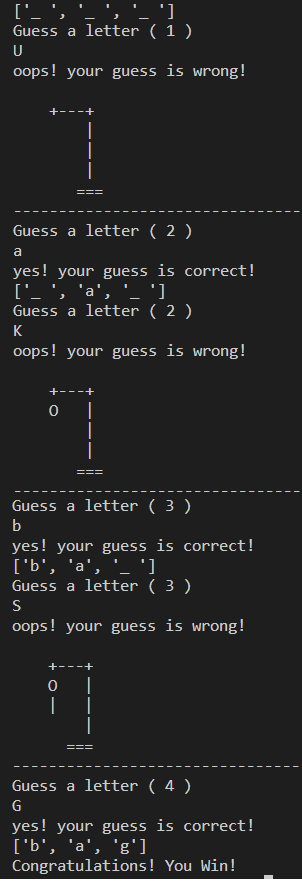 ['_ ', '_ ', '_ ']
Guess a letter ( 1 )
U
oops! your guess is wrong!

    +---+
        |
        |
        |
       ===
--------------------------------
Guess a letter ( 2 )
a
yes! your guess is correct!
['_ ', 'a', '_ ']
Guess a letter ( 2 )
K
oops! your guess is wrong!

    +---+
    O   |
        |
        |
       ===
--------------------------------
Guess a letter ( 3 )
b
yes! your guess is correct!
['b', 'a', '_ ']
Guess a letter ( 3 )
S
oops! your guess is wrong!

    +---+
    O   |
    |   |
        |
      ===
--------------------------------
Guess a letter ( 4 )
G
yes! your guess is correct!
['b', 'a', 'g']
Congratulations! You Win!